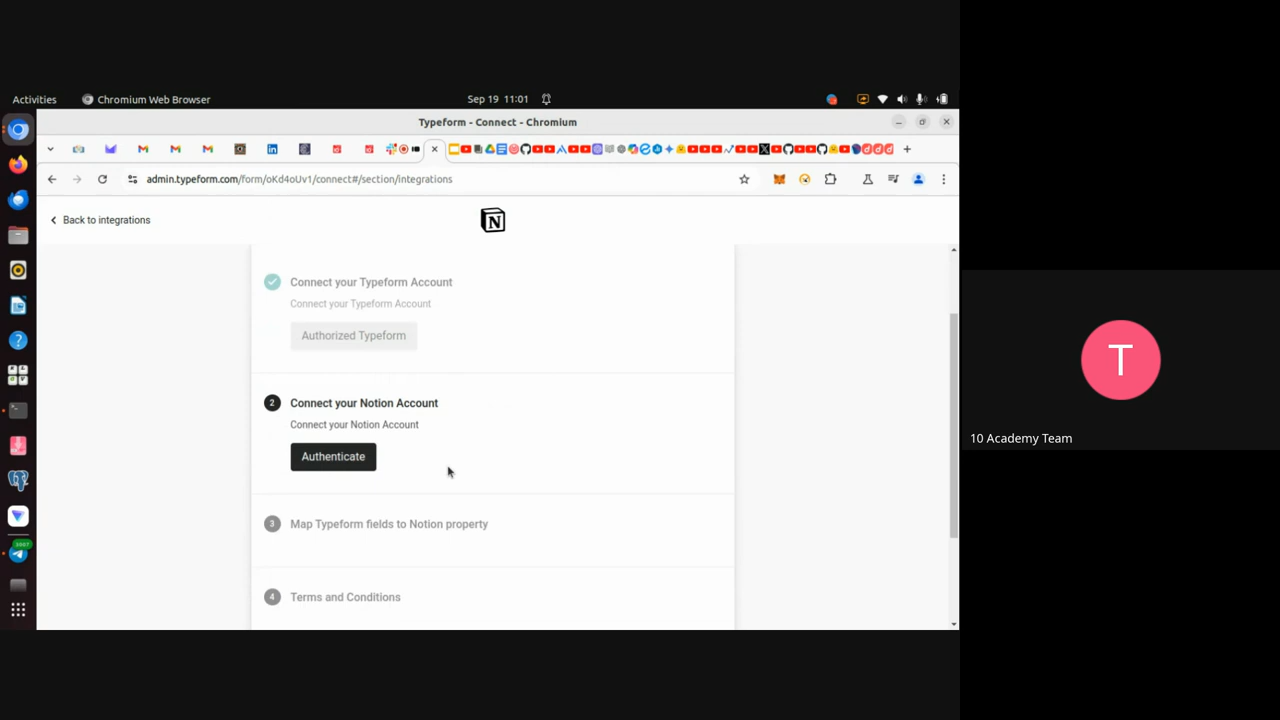 Activities
Chromium Web Browser
Sep 19 11:01
Typeform - Connect - Chromium
admin.typeform.com/form/oKd4oUv1/connect#/section/integrations
Back to integrations
N
Connect your Typeform Account
Connect your Typeform Account
Authorized Typeform
2
Connect your Notion Account
Connect your Notion Account
Authenticate
3
Map Typeform fields to Notion property
4
Terms and Conditions
T
10 Academy Team